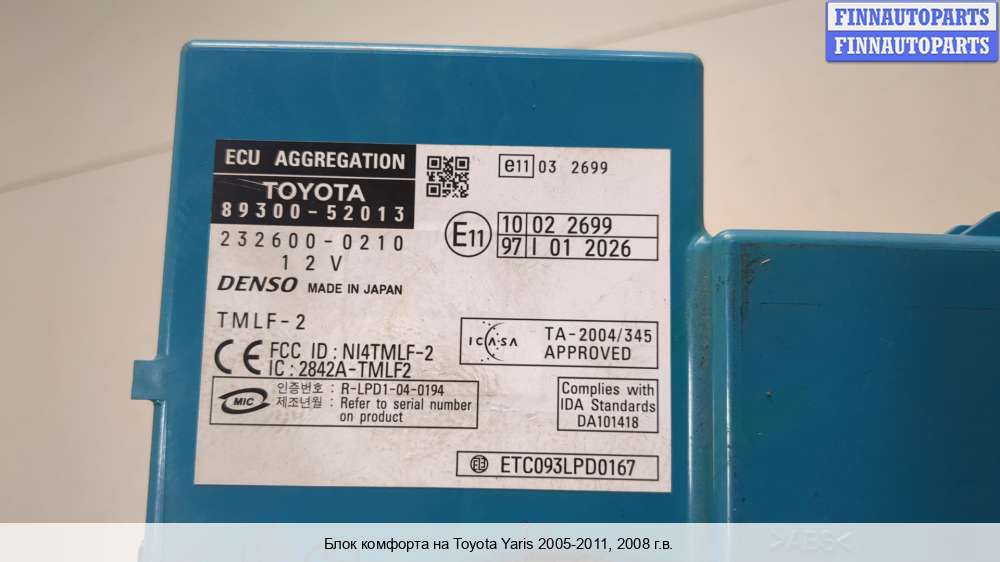 FINNAUTOPARTS
FINNAUTOPARTS
ECU AGGREGATION
TOYOTA
89300-52013
232600-0210
12V
DENSO MADE IN JAPAN
TMLF-2
CE FCC ID : NI4TMLF-2
IC : 2842A-TMLF2
MIC 인증번호 : R-LPD1-04-0194
제조년월 : Refer to serial number
on product
e11 03 2699
E11
10 02 2699
97 I 01 2026
ICASA TA-2004/345
APPROVED
Complies with
IDA Standards
DA101418
ETC093LPD0167
>ABS<
Блок комфорта на Toyota Yaris 2005-2011, 2008 г.в.